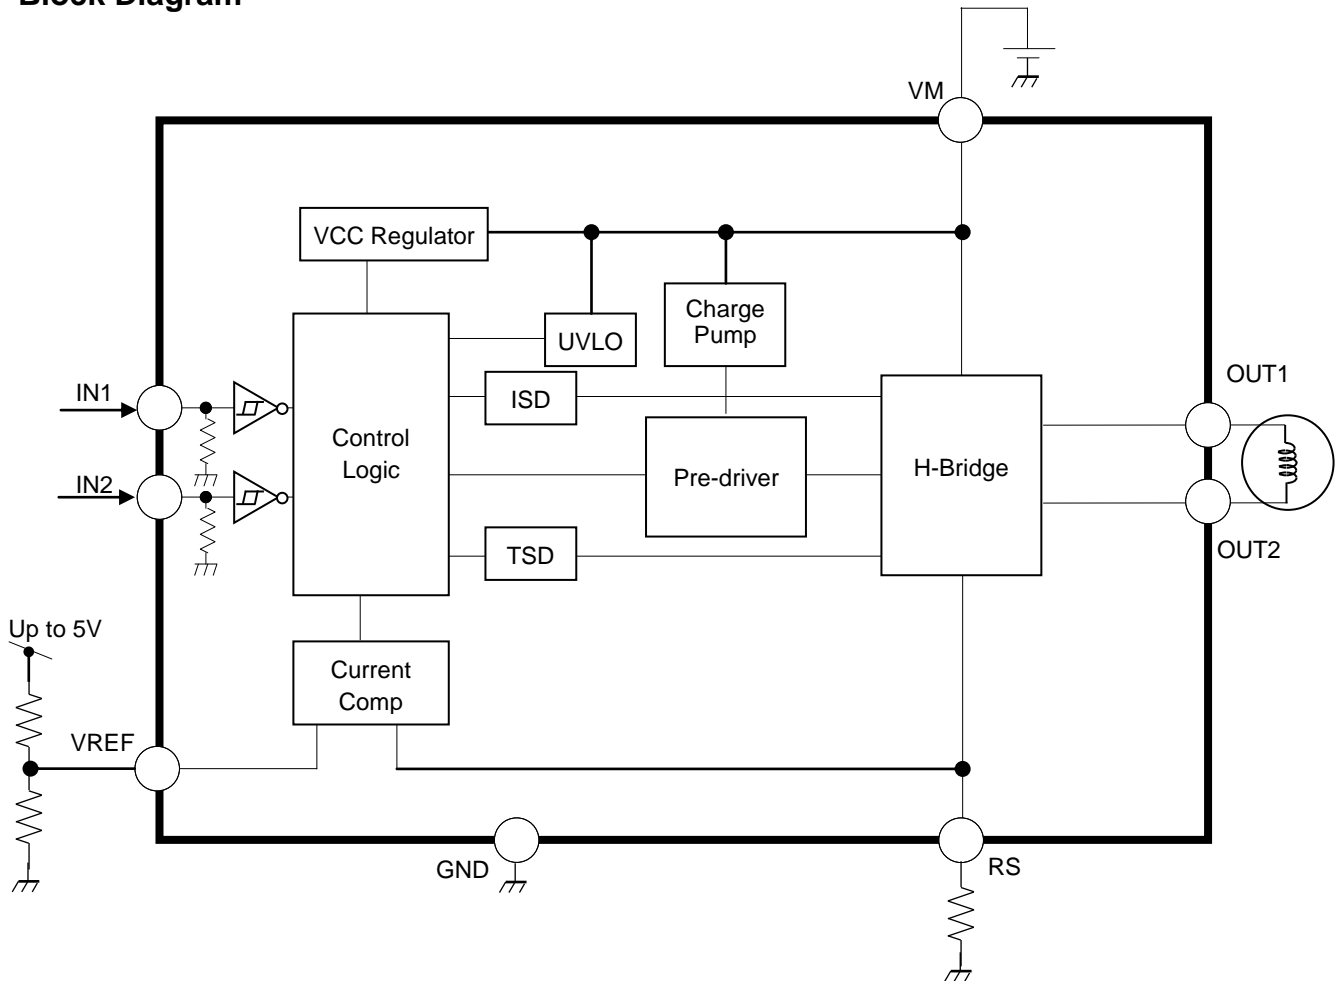 Block Diagram
VM
VCC Regulator
Charge
Pump
UVLO
IN1
ISD
OUT1
Control
Logic
Pre-driver
H-Bridge
IN2
TSD
OUT2
Up to 5V
Current
Comp
VREF
GND
RS